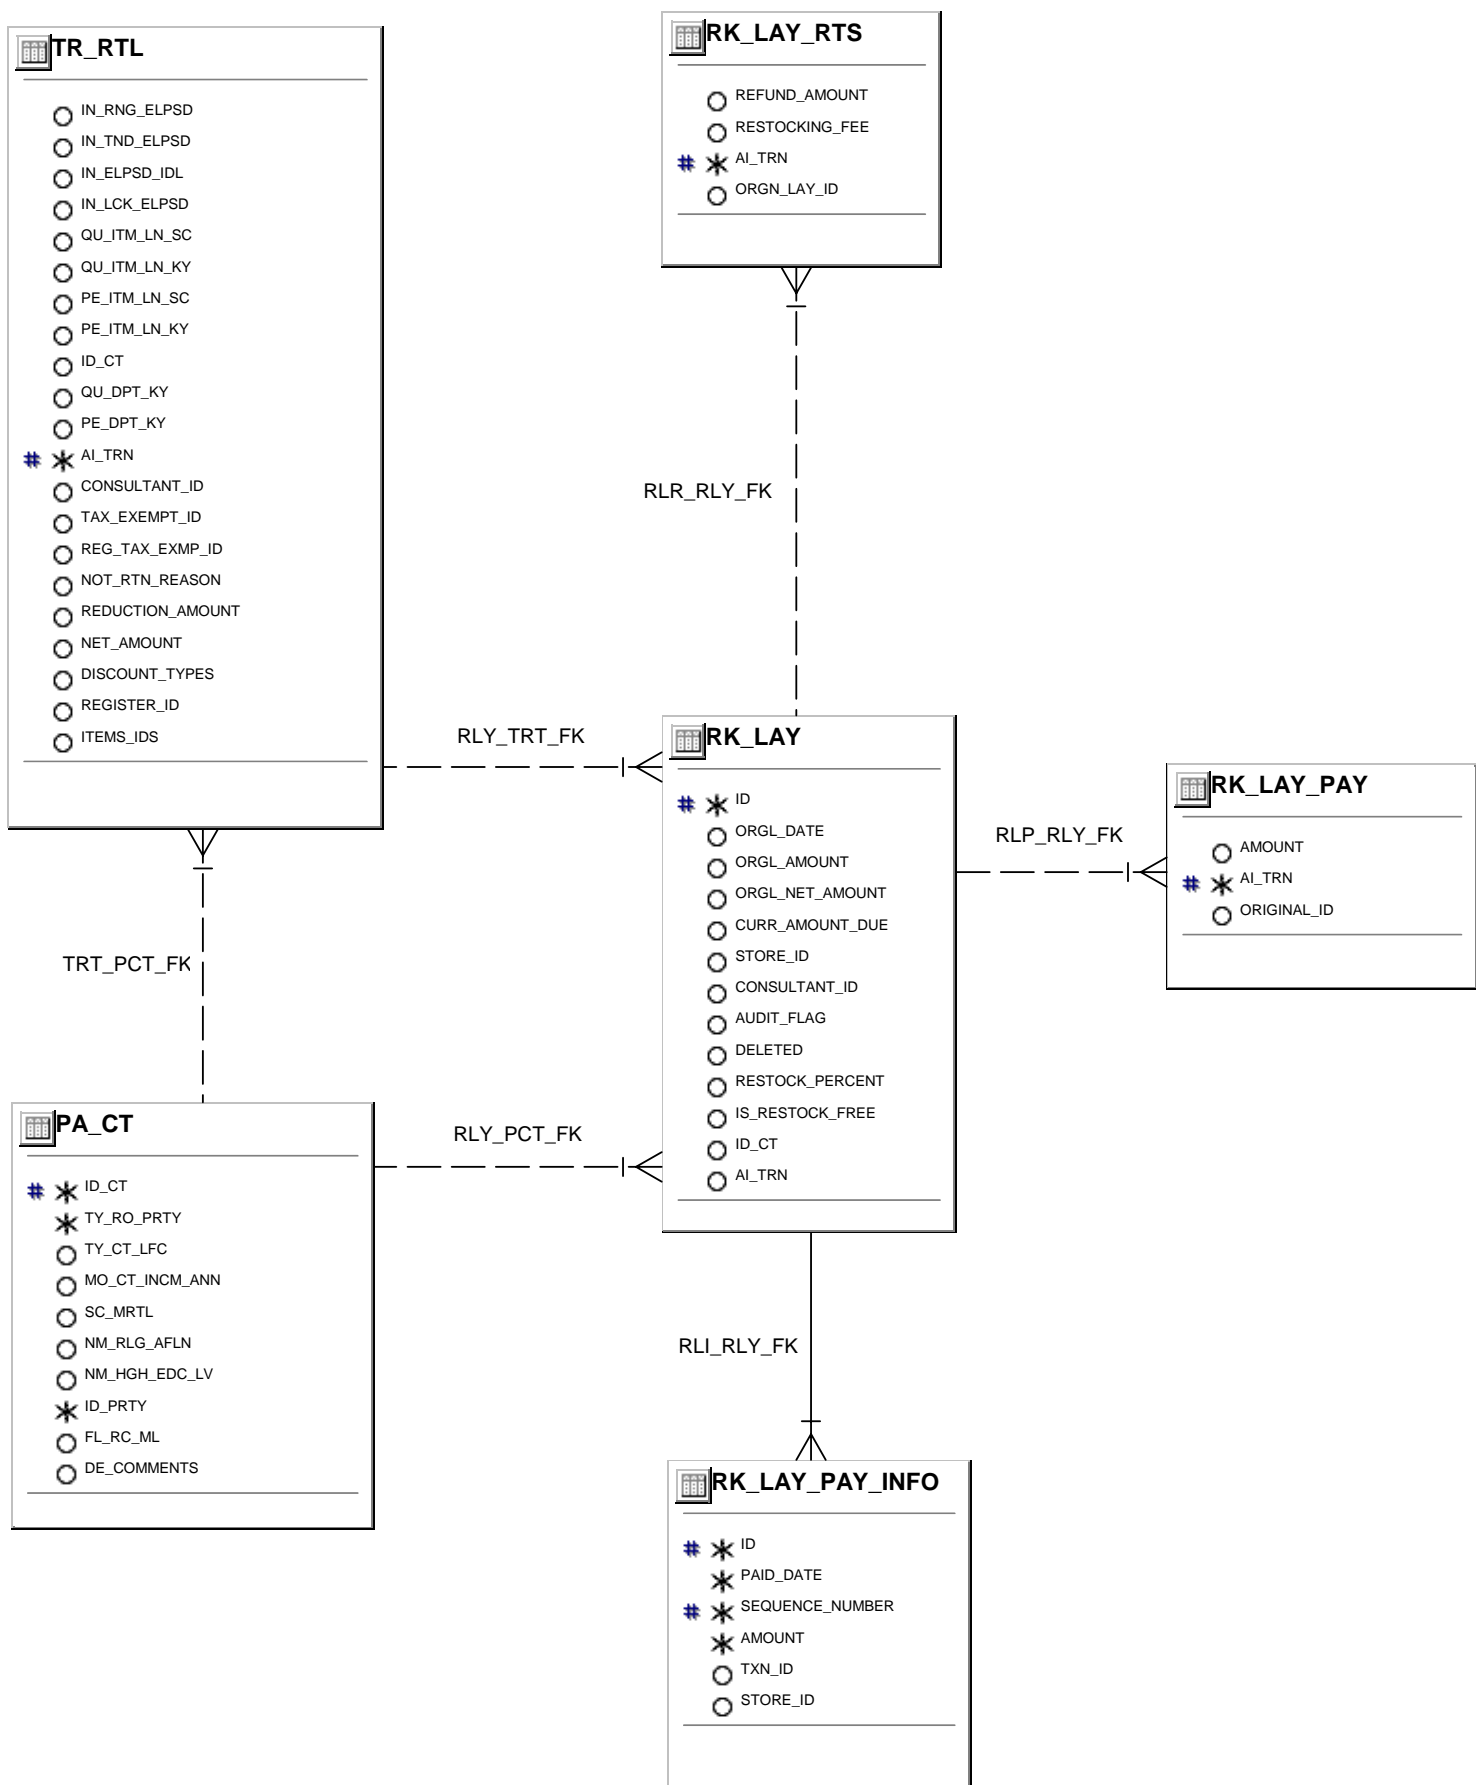 TR_RTL
IN_RNG_ELPSD
IN_TND_ELPSD
IN_ELPSD_IDL
IN_LCK_ELPSD
QU_ITM_LN_SC
QU_ITM_LN_KY
PE_ITM_LN_SC
PE_ITM_LN_KY
ID_CT
QU_DPT_KY
PE_DPT_KY
# * AI_TRN
CONSULTANT_ID
TAX_EXEMPT_ID
REG_TAX_EXMP_ID
NOT_RTN_REASON
REDUCTION_AMOUNT
NET_AMOUNT
DISCOUNT_TYPES
REGISTER_ID
ITEMS_IDS
RK_LAY_RTS
REFUND_AMOUNT
RESTOCKING_FEE
# * AI_TRN
ORGN_LAY_ID
RLR_RLY_FK
RLY_TRT_FK
RK_LAY
# * ID
ORGL_DATE
ORGL_AMOUNT
ORGL_NET_AMOUNT
CURR_AMOUNT_DUE
STORE_ID
CONSULTANT_ID
AUDIT_FLAG
DELETED
RESTOCK_PERCENT
IS_RESTOCK_FREE
ID_CT
AI_TRN
RLP_RLY_FK
RK_LAY_PAY
AMOUNT
# * AI_TRN
ORIGINAL_ID
TRT_PCT_FK
PA_CT
# * ID_CT
* TY_RO_PRTY
TY_CT_LFC
MO_CT_INCM_ANN
SC_MRTL
NM_RLG_AFLN
NM_HGH_EDC_LV
* ID_PRTY
FL_RC_ML
DE_COMMENTS
RLY_PCT_FK
RLI_RLY_FK
RK_LAY_PAY_INFO
# * ID
* PAID_DATE
# * SEQUENCE_NUMBER
* AMOUNT
TXN_ID
STORE_ID